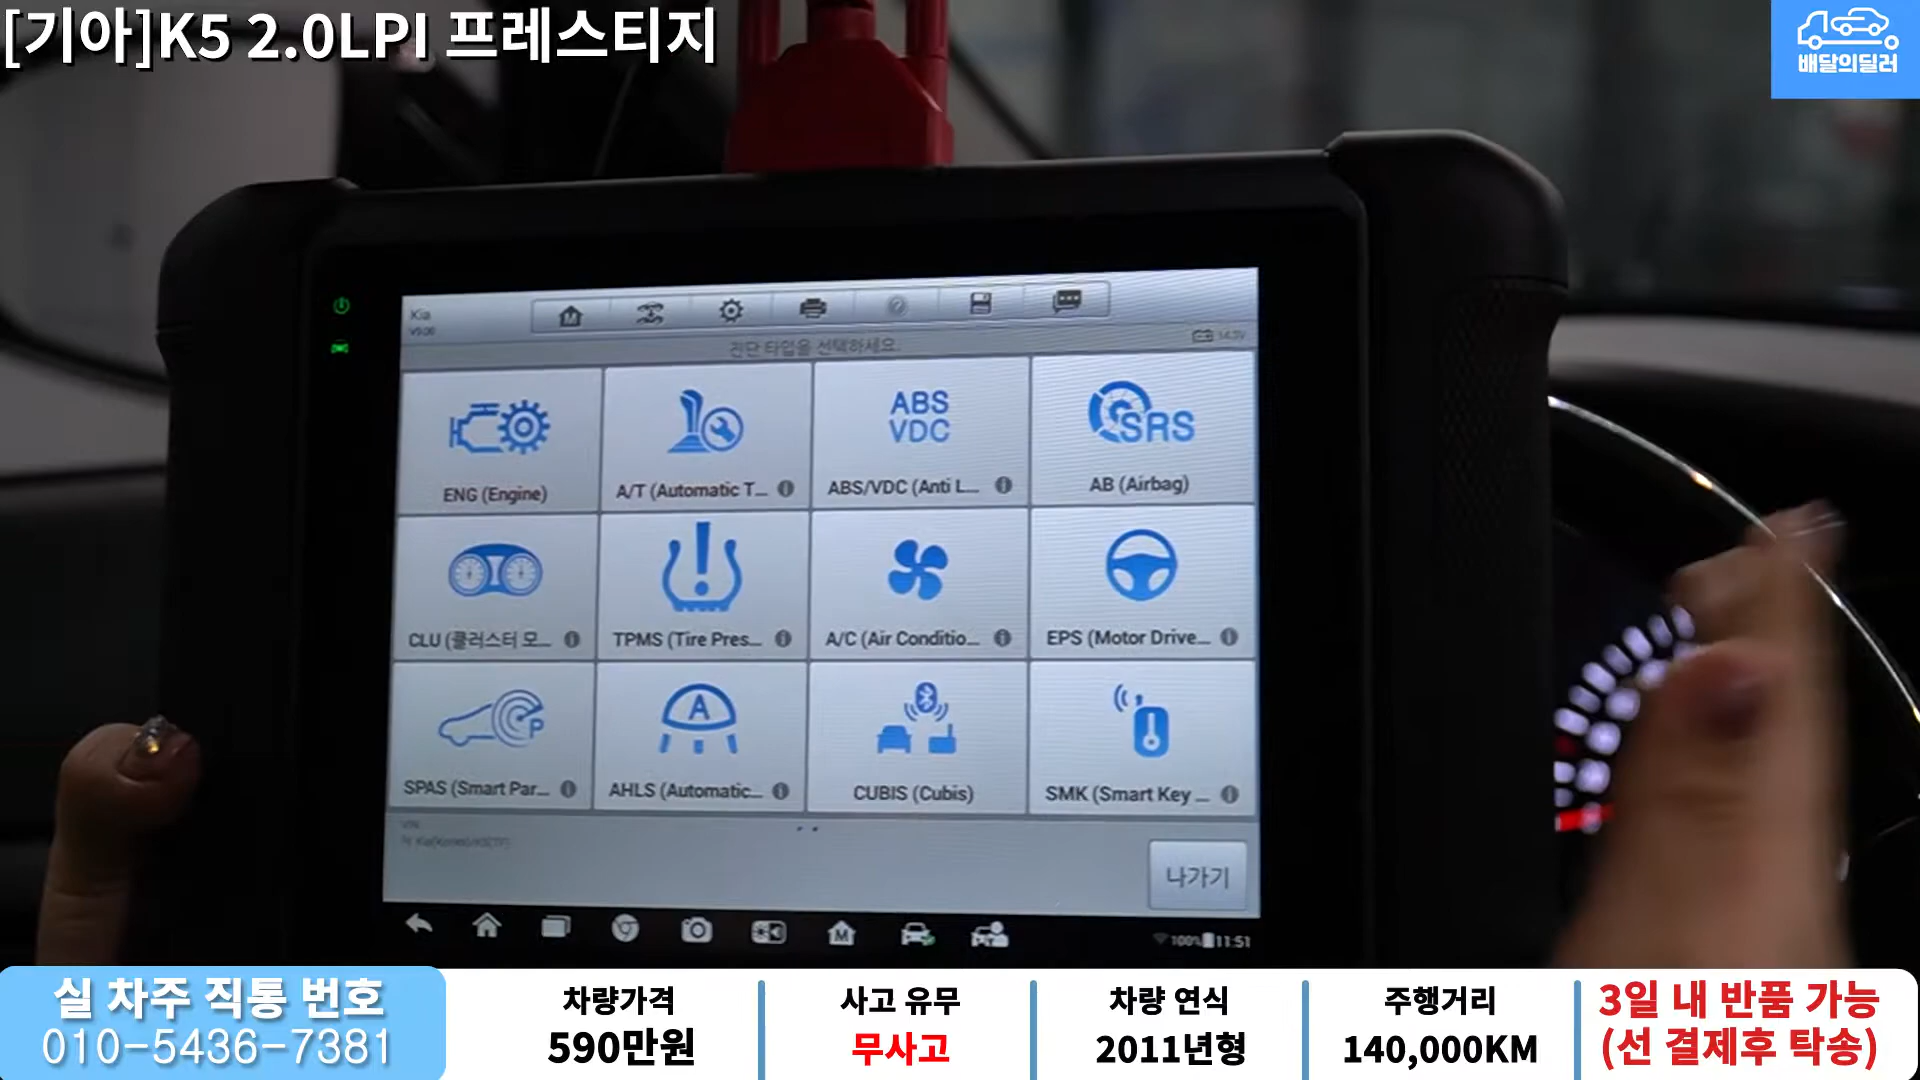 [기아]K5 2.0LPI 프레스티지
배달의딜러
Kia
진단 타입을 선택하세요.
ENG (Engine)
A/T (Automatic T...
ABS VDC
ABS/VDC (Anti L...
SRS
AB (Airbag)
CLU (클러스터 모...
TPMS (Tire Pres...
A/C (Air Conditio...
EPS (Motor Drive...
P
SPAS (Smart Par...
A
AHLS (Automatic...
CUBIS (Cubis)
SMK (Smart Key ...
나가기
100% 11:51
실 차주 직통 번호
010-5436-7381
차량가격
590만원
사고 유무
무사고
차량 연식
2011년형
주행거리
140,000KM
3일 내 반품 가능
(선 결제후 탁송)